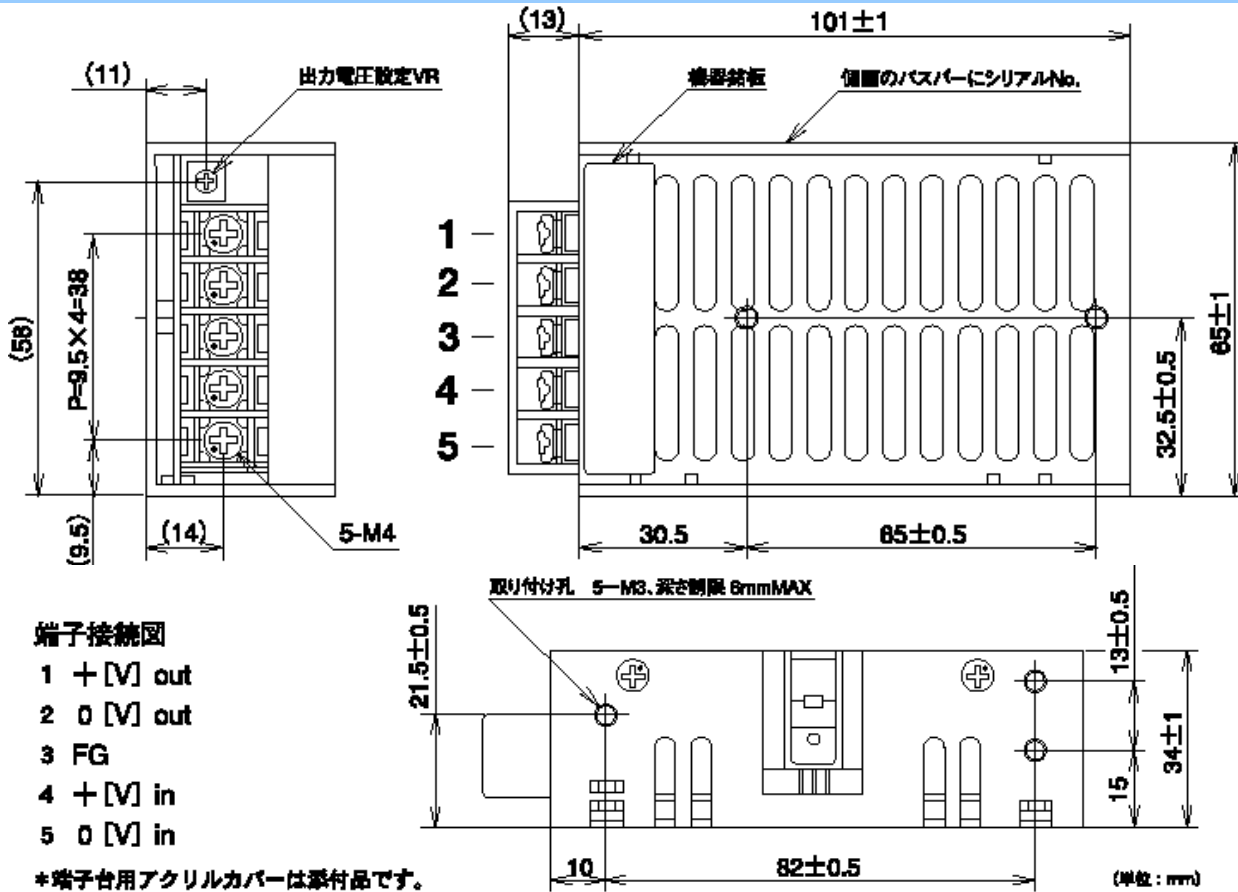 (13)
101±1
(11)
出力電圧設定VR
機器銘板
側面のバスバーにシリアルNo.
(58)
P=9.5×4=38
(9.5)
(14)
5-M4
1
2
3
4
5
30.5
65±0.5
32.5±0.5
65±1
取り付け孔 5−M3、深さ制限 6mmMAX
21.5±0.5
13±0.5
15
34±1
10
82±0.5
(単位:mm)
端子接続図
1 +[V] out
2 0 [V] out
3 FG
4 +[V] in
5 0 [V] in
*端子台用アクリルカバーは添付品です。